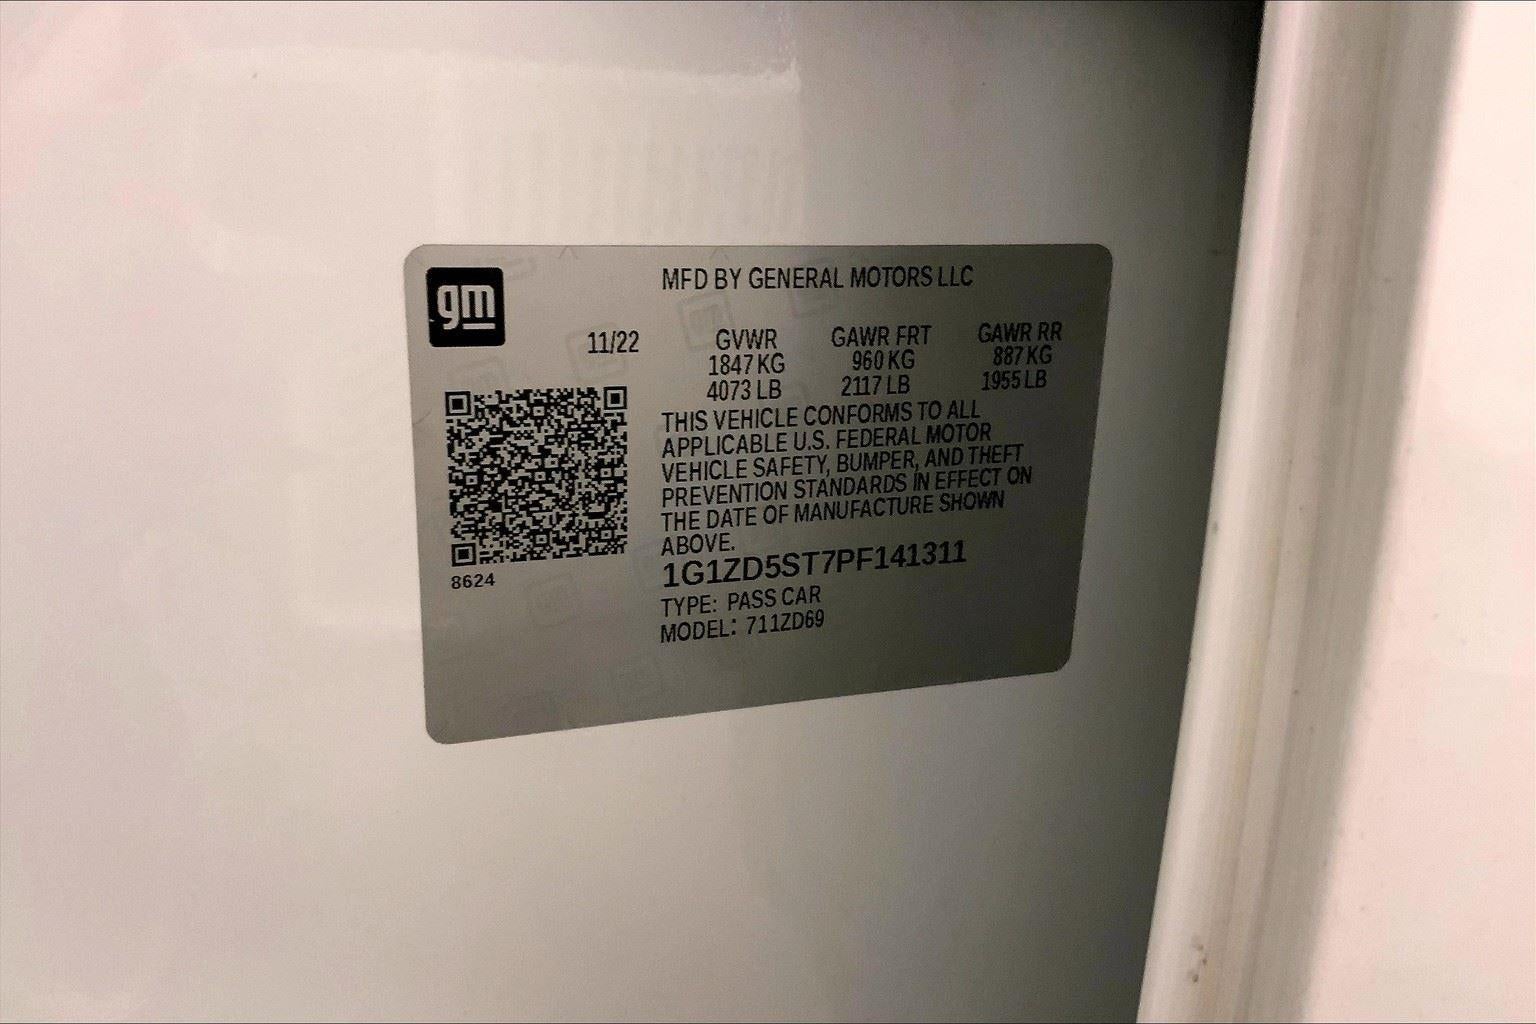 gm
MFD BY GENERAL MOTORS LLC
11/22 GVWR GAWR FRT GAWR RR
1847 KG 960 KG 887 KG
4073 LB 2117 LB 1955 LB
THIS VEHICLE CONFORMS TO ALL
APPLICABLE U.S. FEDERAL MOTOR
VEHICLE SAFETY, BUMPER, AND THEFT
PREVENTION STANDARDS IN EFFECT ON
THE DATE OF MANUFACTURE SHOWN
ABOVE.
1G1ZD5ST7PF141311
8624
TYPE: PASS CAR
MODEL: 711ZD69